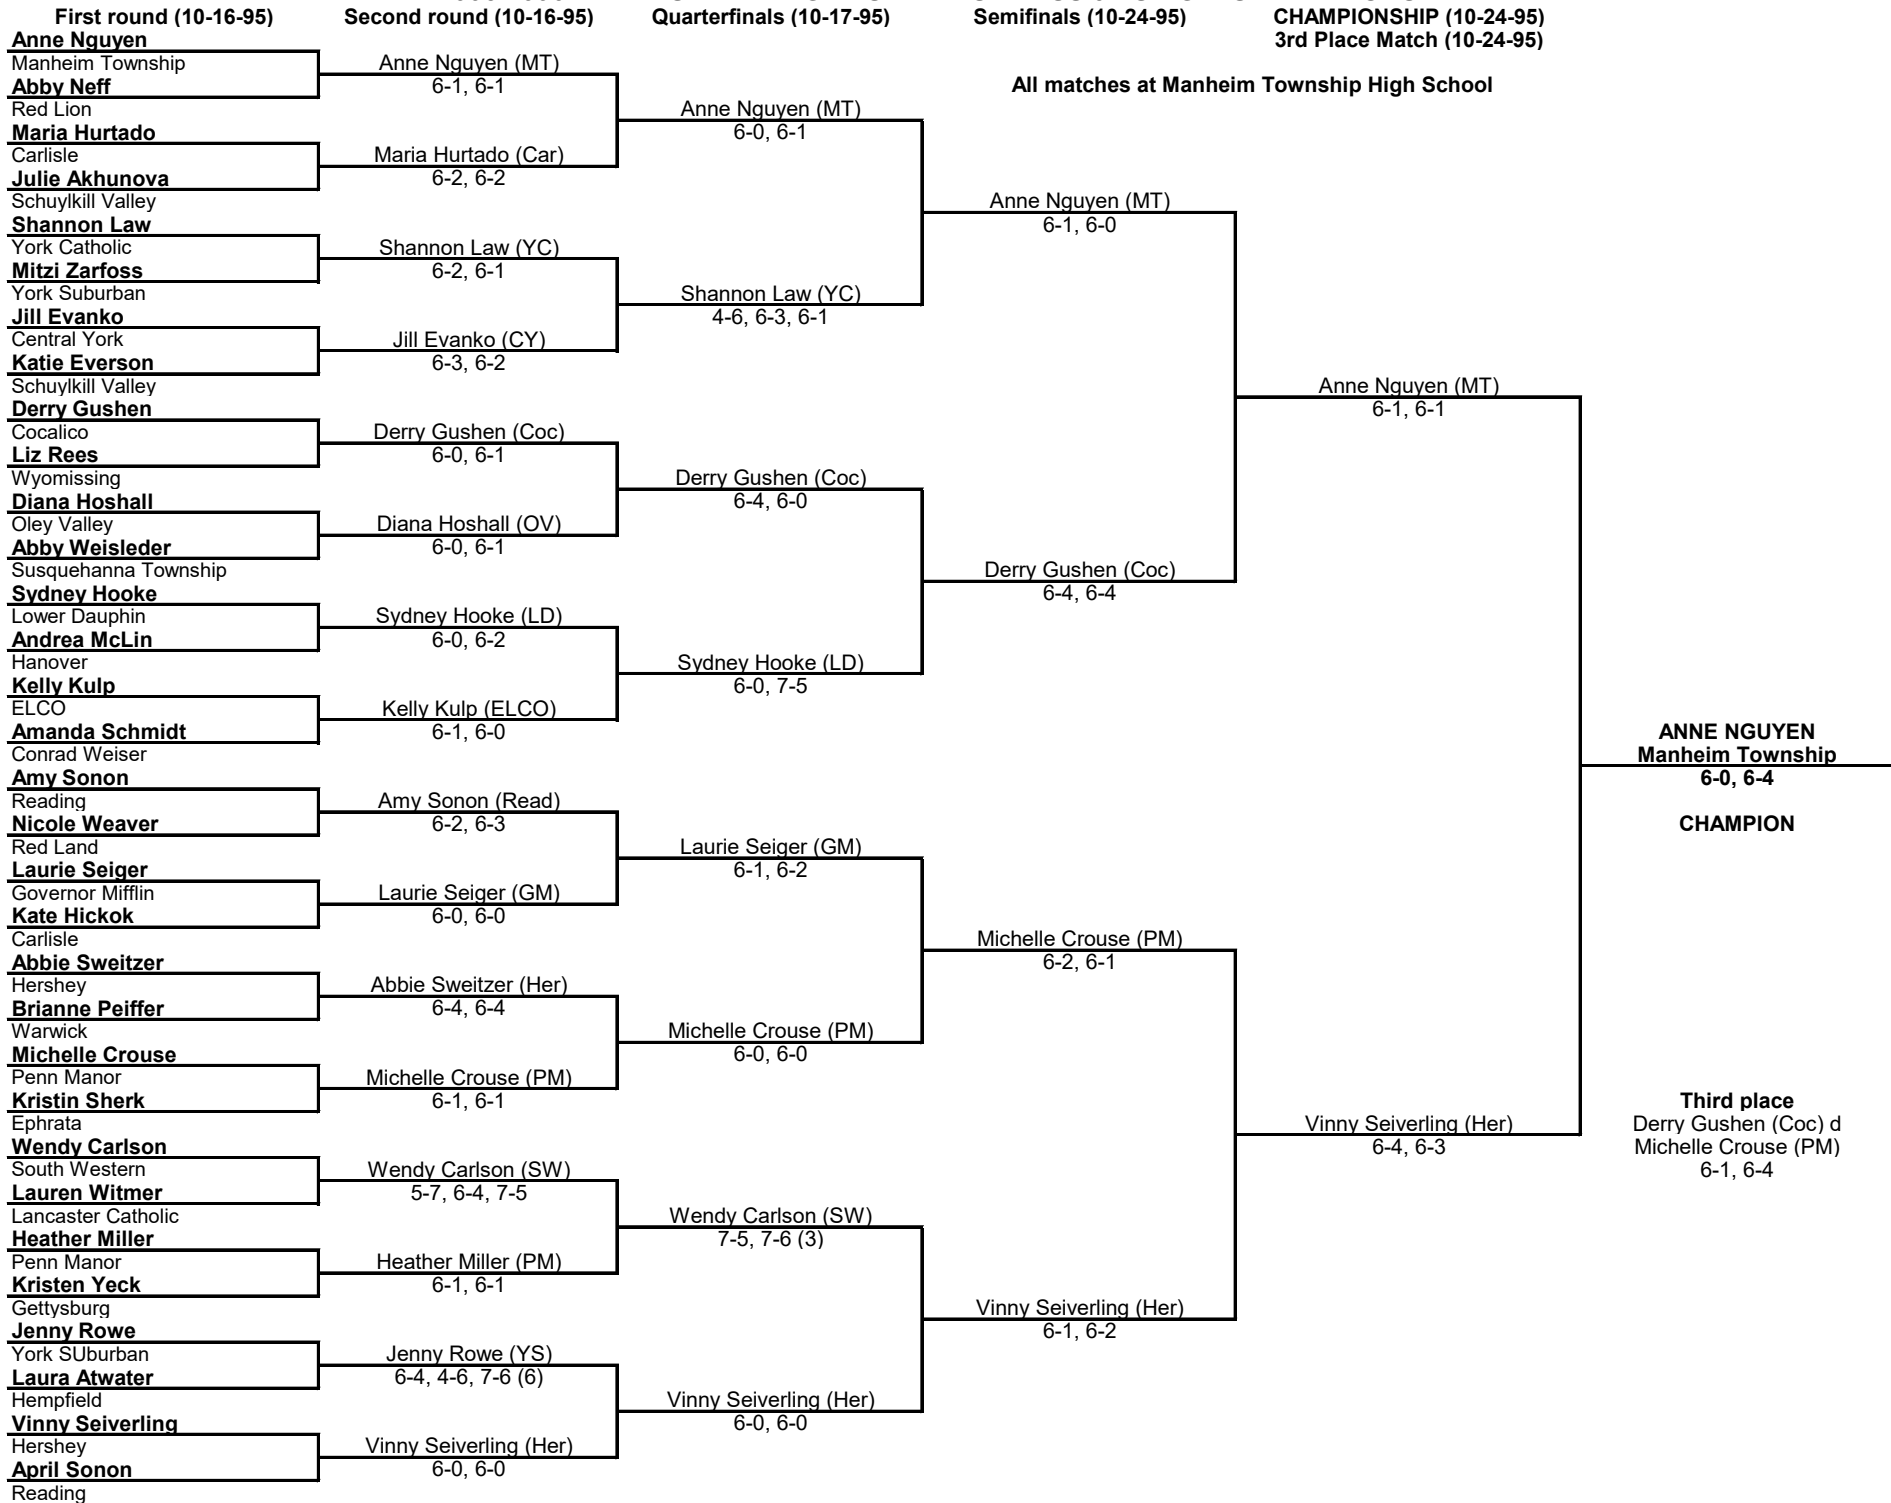 First round (10-16-95)
Second round (10-16-95)
Quarterfinals (10-17-95)
Semifinals (10-24-95)
CHAMPIONSHIP (10-24-95)
3rd Place Match (10-24-95)
All matches at Manheim Township High School
Anne Nguyen
Manheim Township
Abby Neff
Red Lion
Maria Hurtado
Carlisle
Julie Akhunova
Schuylkill Valley
Shannon Law
York Catholic
Mitzi Zarfoss
York Suburban
Jill Evanko
Central York
Katie Everson
Schuylkill Valley
Derry Gushen
Cocalico
Liz Rees
Wyomissing
Diana Hoshall
Oley Valley
Abby Weisleder
Susquehanna Township
Sydney Hooke
Lower Dauphin
Andrea McLin
Hanover
Kelly Kulp
ELCO
Amanda Schmidt
Conrad Weiser
Amy Sonon
Reading
Nicole Weaver
Red Land
Laurie Seiger
Governor Mifflin
Kate Hickok
Carlisle
Abbie Sweitzer
Hershey
Brianne Peiffer
Warwick
Michelle Crouse
Penn Manor
Kristin Sherk
Ephrata
Wendy Carlson
South Western
Lauren Witmer
Lancaster Catholic
Heather Miller
Penn Manor
Kristen Yeck
Gettysburg
Jenny Rowe
York SUburban
Laura Atwater
Hempfield
Vinny Seiverling
Hershey
April Sonon
Reading
Anne Nguyen (MT)
6-1, 6-1
Maria Hurtado (Car)
6-2, 6-2
Shannon Law (YC)
6-2, 6-1
Jill Evanko (CY)
6-3, 6-2
Derry Gushen (Coc)
6-0, 6-1
Diana Hoshall (OV)
6-0, 6-1
Sydney Hooke (LD)
6-0, 6-2
Kelly Kulp (ELCO)
6-1, 6-0
Amy Sonon (Read)
6-2, 6-3
Laurie Seiger (GM)
6-0, 6-0
Abbie Sweitzer (Her)
6-4, 6-4
Michelle Crouse (PM)
6-1, 6-1
Wendy Carlson (SW)
5-7, 6-4, 7-5
Heather Miller (PM)
6-1, 6-1
Jenny Rowe (YS)
6-4, 4-6, 7-6 (6)
Vinny Seiverling (Her)
6-0, 6-0
Anne Nguyen (MT)
6-0, 6-1
Shannon Law (YC)
4-6, 6-3, 6-1
Derry Gushen (Coc)
6-4, 6-0
Sydney Hooke (LD)
6-0, 7-5
Laurie Seiger (GM)
6-1, 6-2
Michelle Crouse (PM)
6-0, 6-0
Wendy Carlson (SW)
7-5, 7-6 (3)
Vinny Seiverling (Her)
6-0, 6-0
Anne Nguyen (MT)
6-1, 6-0
Derry Gushen (Coc)
6-4, 6-4
Michelle Crouse (PM)
6-2, 6-1
Vinny Seiverling (Her)
6-1, 6-2
Anne Nguyen (MT)
6-1, 6-1
Vinny Seiverling (Her)
6-4, 6-3
ANNE NGUYEN
Manheim Township
6-0, 6-4
CHAMPION
Third place
Derry Gushen (Coc) d
Michelle Crouse (PM)
6-1, 6-4